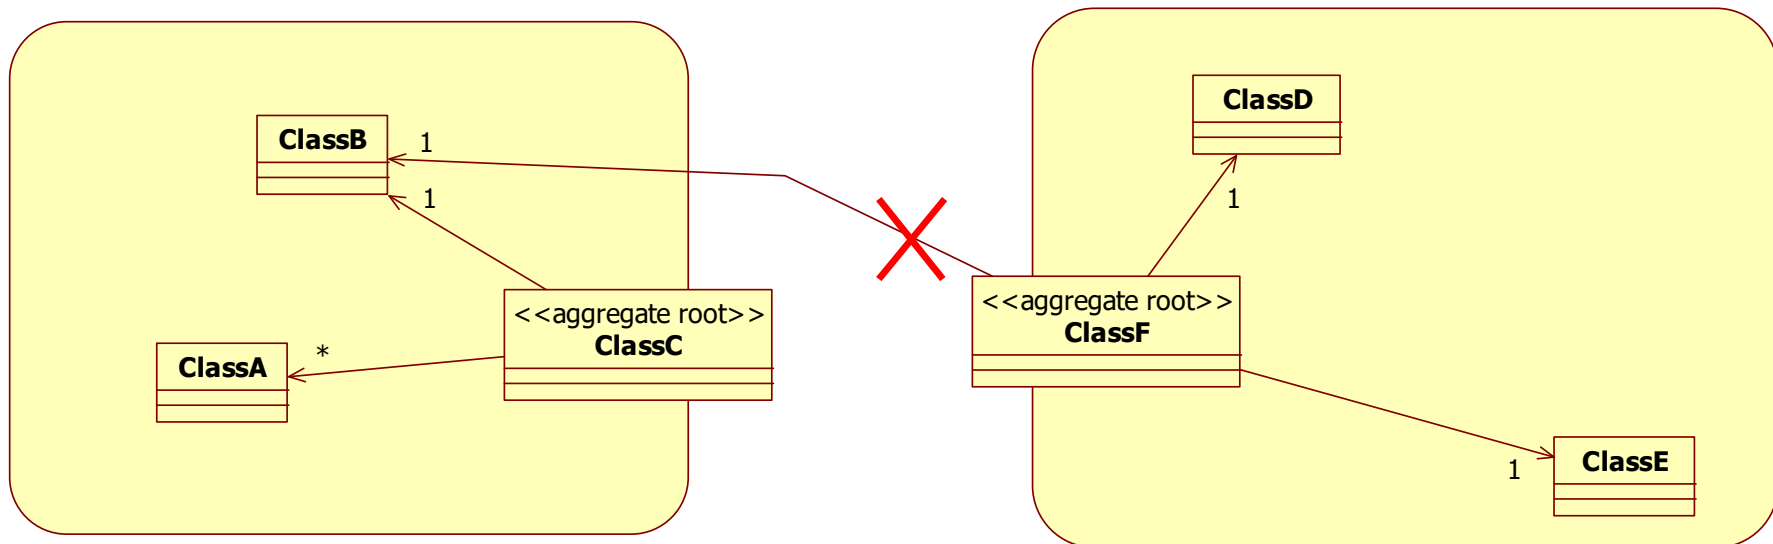 ClassB
1
1
<<aggregate root>>
ClassC
*
ClassA
ClassD
1
<<aggregate root>>
ClassF
1
ClassE